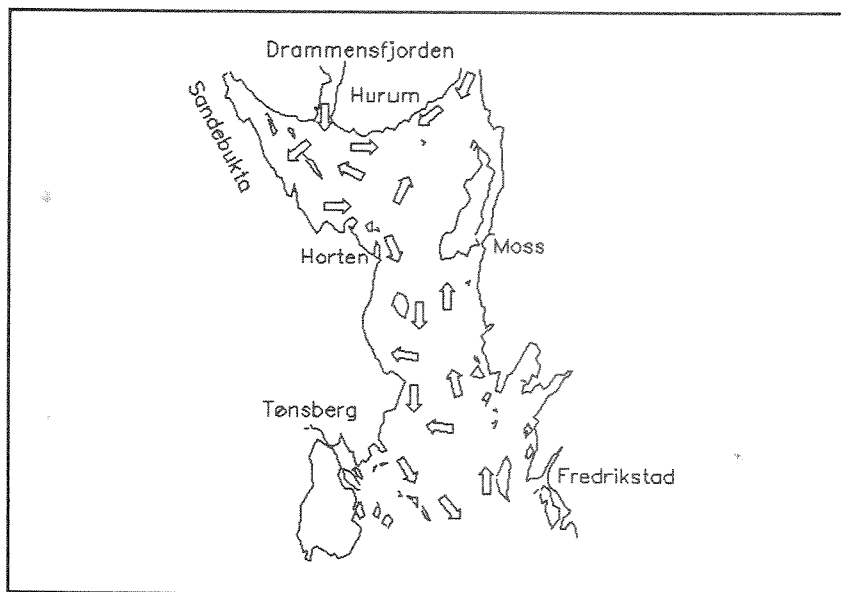 Drammensfjorden
Hurum
Sandebukta
Horten
Moss
Tønsberg
Fredrikstad